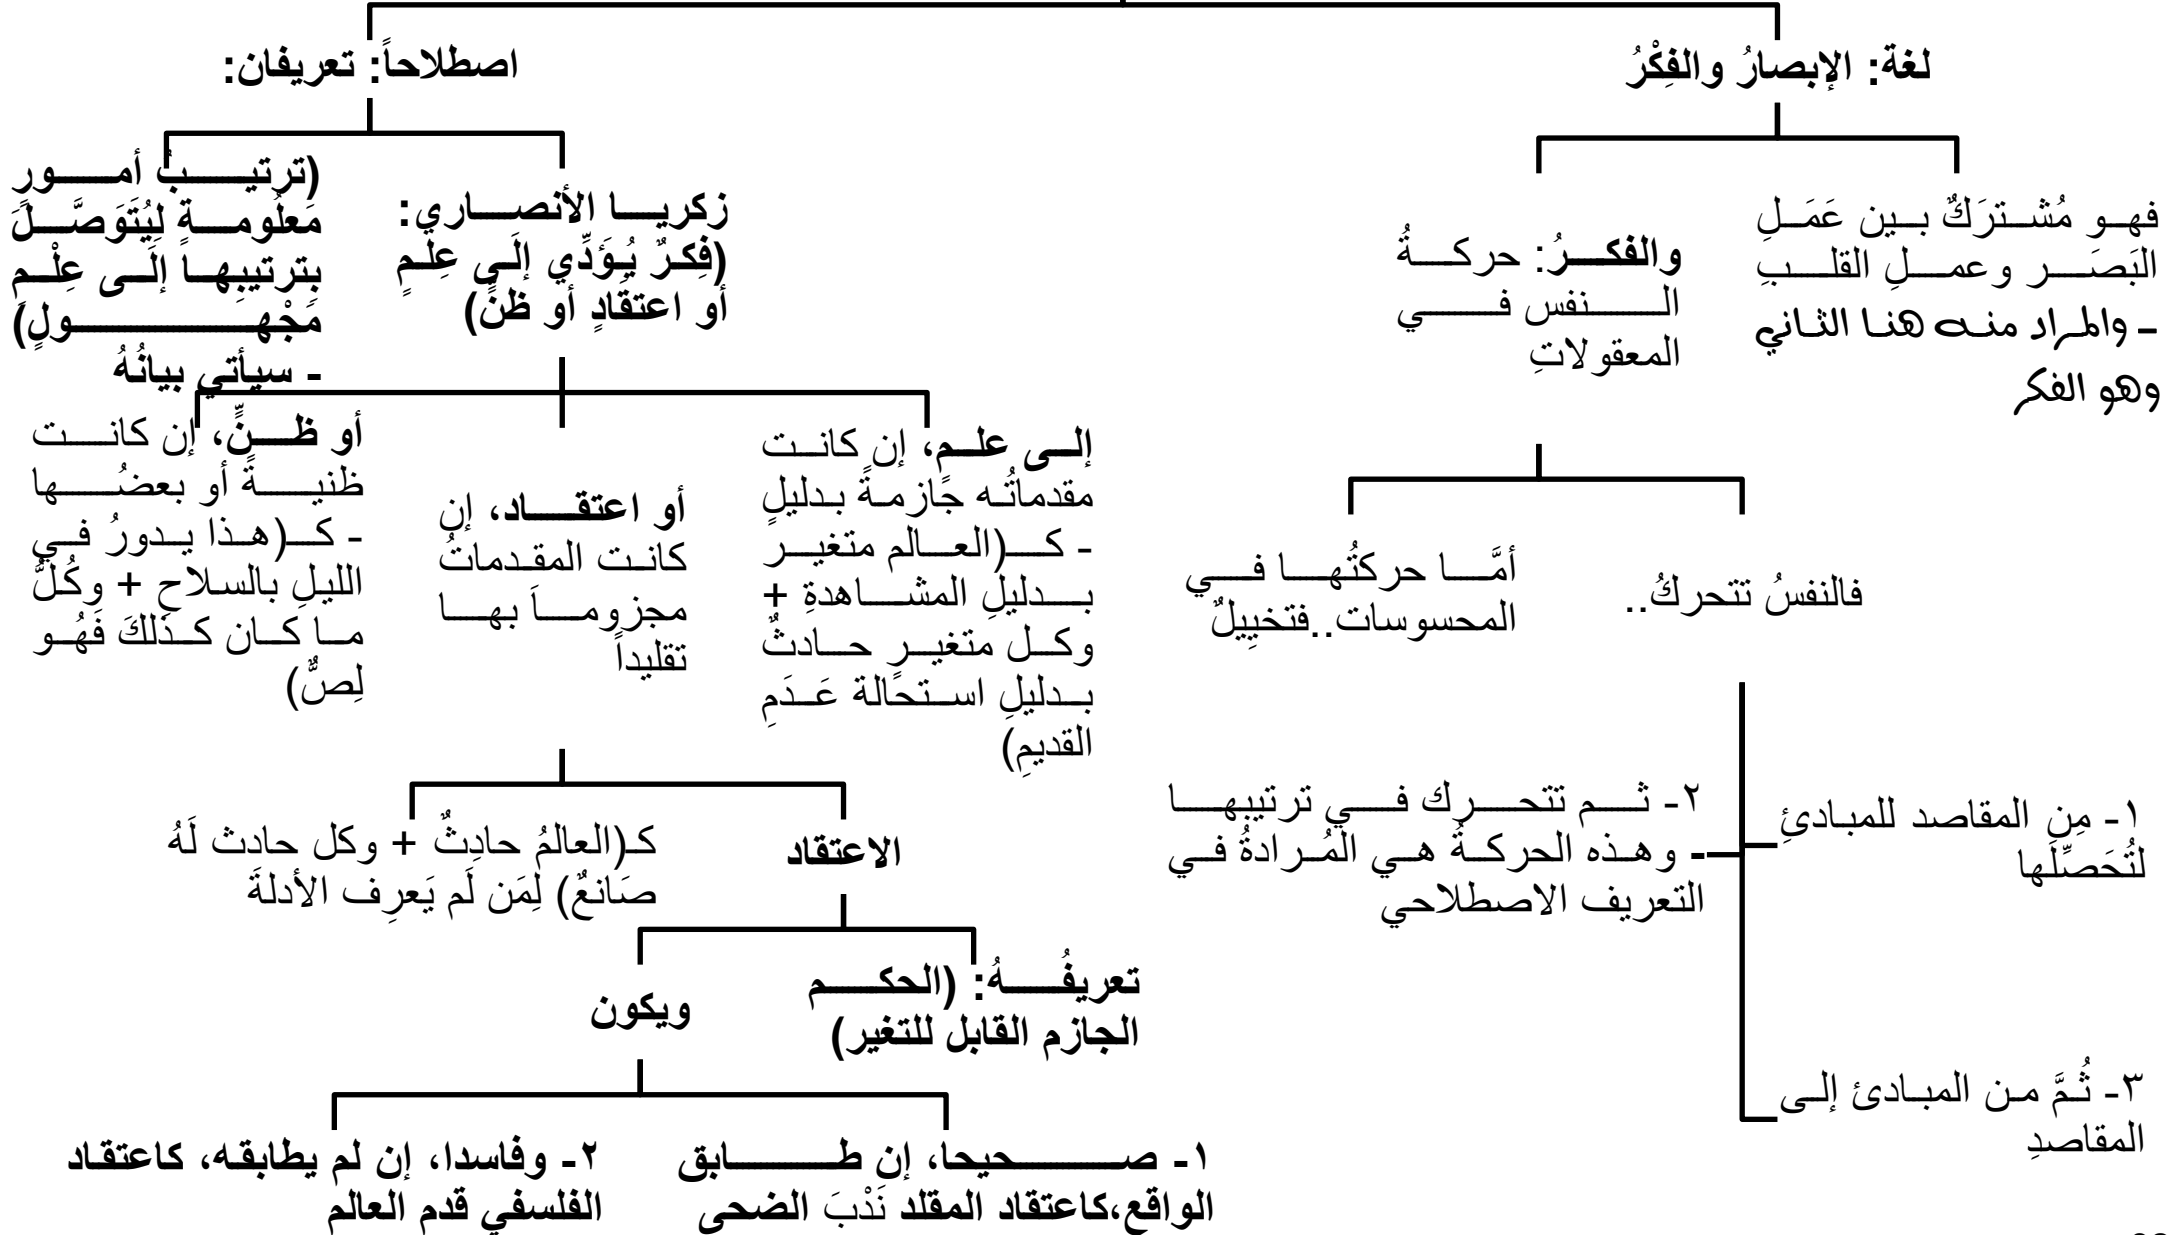 لغة: الإبصارُ والفِكْرُ
فهو مُشترَكٌ بين عَمَلِ
البَصَر وعملِ القلبِ
- والمراد منه هنا الثاني
وهو الفكر
والفكرُ: حركةُ
النفس في
المعقولاتِ
فالنفسُ تتحركُ..
أمَّا حركتُها في
المحسوسات..فتخييلٌ
١- مِن المقاصد للمبادئِ
لتُحَصِّلَها
٢- ثم تتحرك في ترتيبها
- وهذه الحركةُ هي المُرادةُ في
التعريف الاصطلاحي
٣- ثُمَّ من المبادئ إلى
المقاصدِ
اصطلاحاً: تعريفان:
زكريا الأنصاري:
(فِكرٌ يُؤَدِّي إلَى عِلمٍ
أو اعتقادٍ أو ظنٍّ)
(ترتيبُ أمورٍ
مَعلُومةٍ لِيُتَوَصَّلَ
بترتيبِها إلَى عِلْمِ
مَجْهولٍ)
- سيأتي بيانُهُ
إلى علمٍ، إن كانت
مقدماتُه جازمةً بدليلٍ
- كـ(العالم متغير
بدليلِ المشاهدةِ +
وكل متغيرٍ حادثٌ
بدليلِ استحالة عَدَمِ
القديمِ)
أو اعتقاد، إن
كانت المقدماتُ
مجزوماً بها
تقليداً
أو ظنٍّ، إن كانت
ظنيةً أو بعضُها
- كـ(هذا يدورُ في
الليلِ بالسلاحِ + وكُلُّ
ما كان كذلكَ فَهُو
لِصٌّ)
الاعتقاد
كـ(العالمُ حادِثٌ + وكل حادِث لَهُ
صَانعٌ) لِمَن لَم يَعرِف الأدلةَ
تعريفُهُ: (الحكم
الجازم القابل للتغير)
ويكون
١- صحيحا، إن طابق
الواقع،كاعتقاد المقلد نَدْبَ الضحى
٢- وفاسدا، إن لم يطابقه، كاعتقاد
الفلسفي قدم العالم